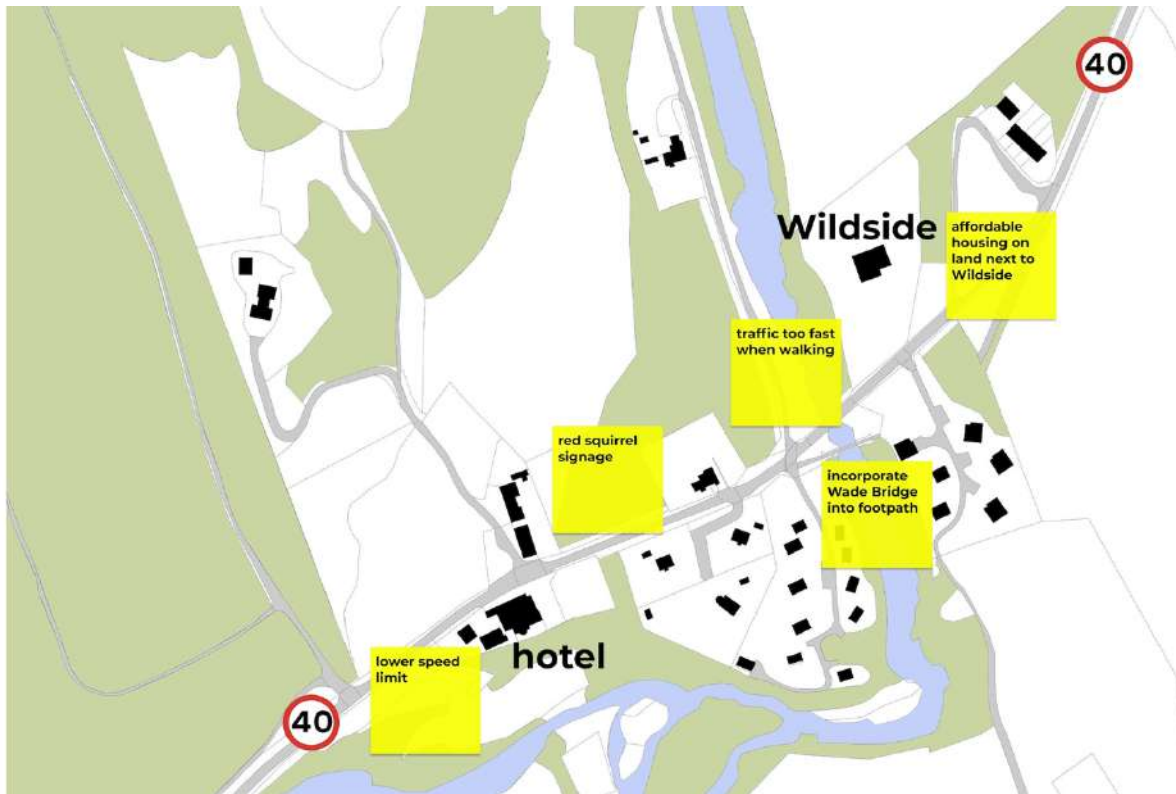 40
Wildside
affordable
housing on
land next to
Wildside
traffic too fast
when walking
red squirrel
signage
incorporate
Wade Bridge
into footpath
hotel
lower speed
limit
40